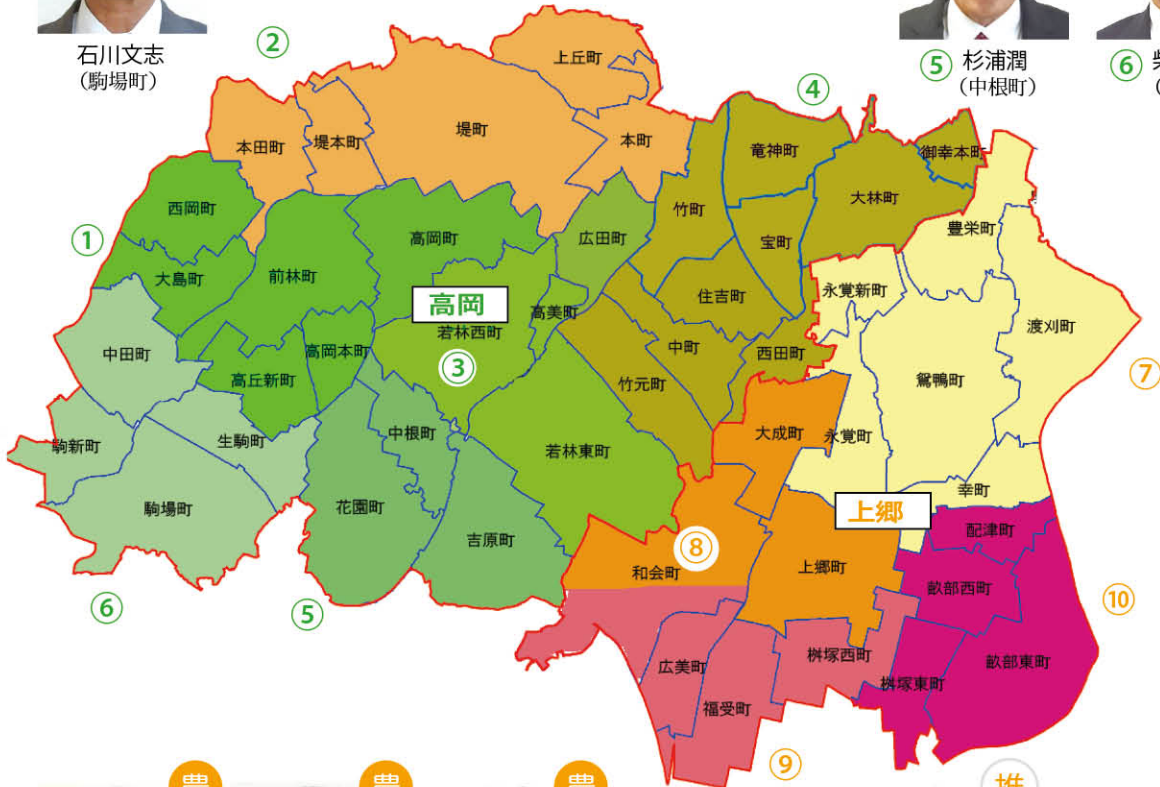 石川文志
(駒場町)
②
⑤ 杉浦潤
(中根町)
⑥
上丘町
④
本田町
堤本町
堤町
本町
竜神町
御幸本町
大林町
西岡町
竹町
①
大島町
前林町
高岡町
広田町
宝町
豊栄町
高岡
高美町
住吉町
永覚新町
渡刈町
中田町
高岡本町
若林西町
③
中町
西田町
鴛鴨町
⑦
高丘新町
竹元町
駒新町
生駒町
中根町
若林東町
大成町
永覚町
駒場町
花園町
幸町
上郷
吉原町
⑧
配津町
和会町
上郷町
畝部西町
⑥
⑤
⑩
広美町
桝塚西町
畝部東町
桝塚東町
福受町
⑨
豊
豊
豊
推